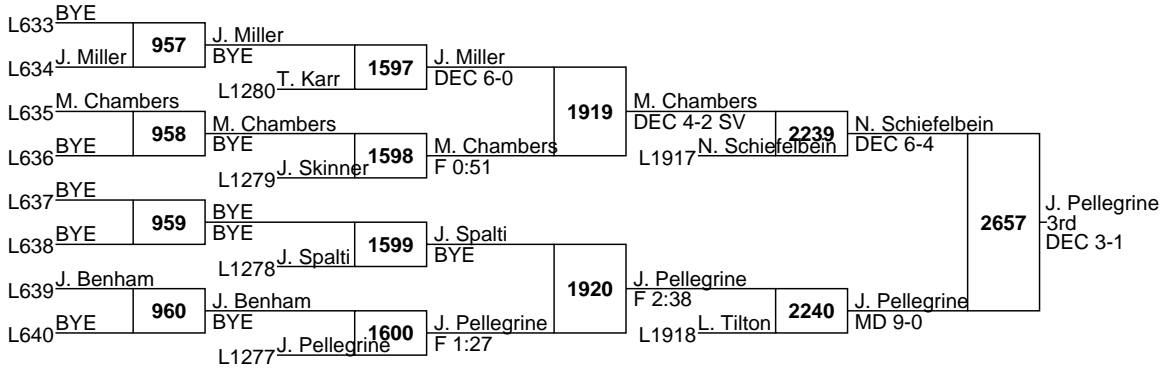 L633 BYE
957
L634 J. Miller
J. Miller
BYE
1597
L1280 T. Karr
J. Miller
DEC 6-0
L635 M. Chambers
958
L636 BYE
M. Chambers
BYE
1598
L1279 J. Skinner
M. Chambers
F 0:51
1919
M. Chambers
DEC 4-2 SV
2239
L1917 N. Schiefelbein
N. Schiefelbein
DEC 6-4
L637 BYE
959
L638 BYE
BYE
BYE
1599
L1278 J. Spalti
J. Spalti
BYE
L639 J. Benham
960
L640 BYE
J. Benham
BYE
1600
L1277 J. Pellegrine
J. Pellegrine
F 1:27
1920
J. Pellegrine
F 2:38
2240
L1918 L. Tilton
J. Pellegrine
MD 9-0
2657
J. Pellegrine
3rd
DEC 3-1